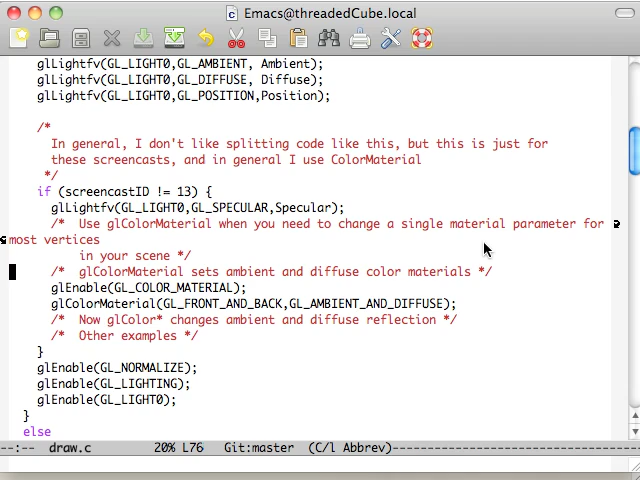 Emacs@threadedCube.local
glLightfv(GL_LIGHT0,GL_AMBIENT, Ambient);
glLightfv(GL_LIGHT0,GL_DIFFUSE, Diffuse);
glLightfv(GL_LIGHT0,GL_POSITION,Position);
/*
In general, I don't like splitting code like this, but this is just for
these screencasts, and in general I use ColorMaterial
*/
if (screencastID != 13) {
glLightfv(GL_LIGHT0,GL_SPECULAR,Specular);
/*  Use glColorMaterial when you need to change a single material parameter for
most vertices
in your scene */
/*  glColorMaterial sets ambient and diffuse color materials */
glEnable(GL_COLOR_MATERIAL);
glColorMaterial(GL_FRONT_AND_BACK,GL_AMBIENT_AND_DIFFUSE);
/*  Now glColor* changes ambient and diffuse reflection */
/*  Other examples */
}
glEnable(GL_NORMALIZE);
glEnable(GL_LIGHTING);
glEnable(GL_LIGHT0);
}
else
--:--  draw.c         20% L76   Git:master  (C/l Abbrev)----------------------------------